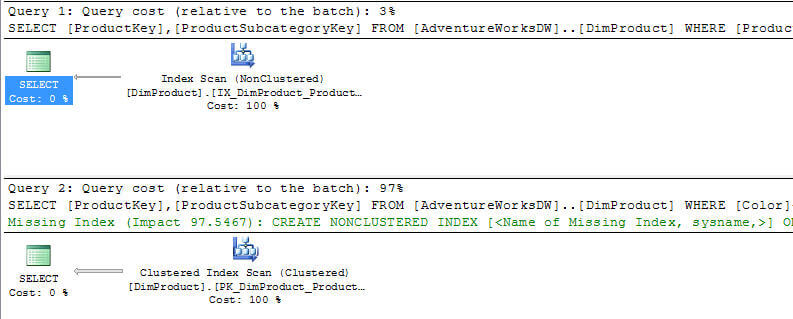 Query 1: Query cost (relative to the batch): 3%
SELECT [ProductKey],[ProductSubcategoryKey] FROM [AdventureWorksDW]..[DimProduct] WHERE [Produc
Index Scan (NonClustered)
SELECT
[DimProduct].[IX_DimProduct_Product…
Cost: 0 %
Cost: 100 %
Query 2: Query cost (relative to the batch): 97%
SELECT [ProductKey],[ProductSubcategoryKey] FROM [AdventureWorksDW]..[DimProduct] WHERE [Color]
Missing Index (Impact 97.5467): CREATE NONCLUSTERED INDEX [<Name of Missing Index, sysname,>] O
Clustered Index Scan (Clustered)
SELECT
[DimProduct].[PK_DimProduct_Product…
Cost: 0 %
Cost: 100 %